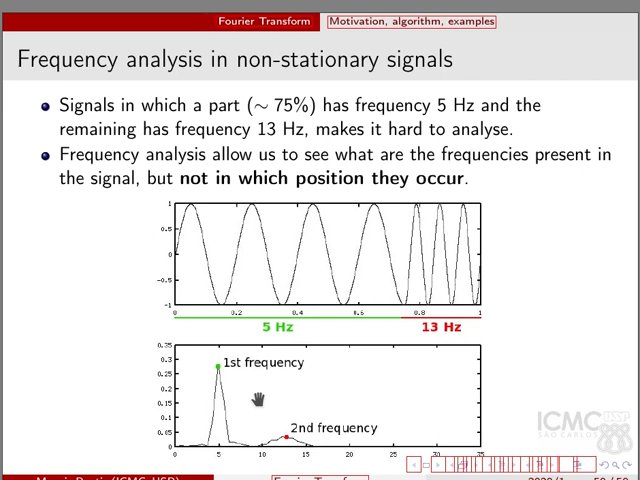 Fourier Transform Motivation, algorithm, examples
Frequency analysis in non-stationary signals
Signals in which a part (∼ 75%) has frequency 5 Hz and the
remaining has frequency 13 Hz, makes it hard to analyse.
Frequency analysis allow us to see what are the frequencies present in
the signal, but not in which position they occur.
1
0.5
0
-0.5
-1
0 0.2 0.4 0.6 0.8 1
5 Hz 13 Hz
0.35
0.3
0.25
0.2
0.15
0.1
0.05
0
1st frequency
2nd frequency
0 5 10 15 20 25 30 35
ICMC USP
SÃO CARLOS